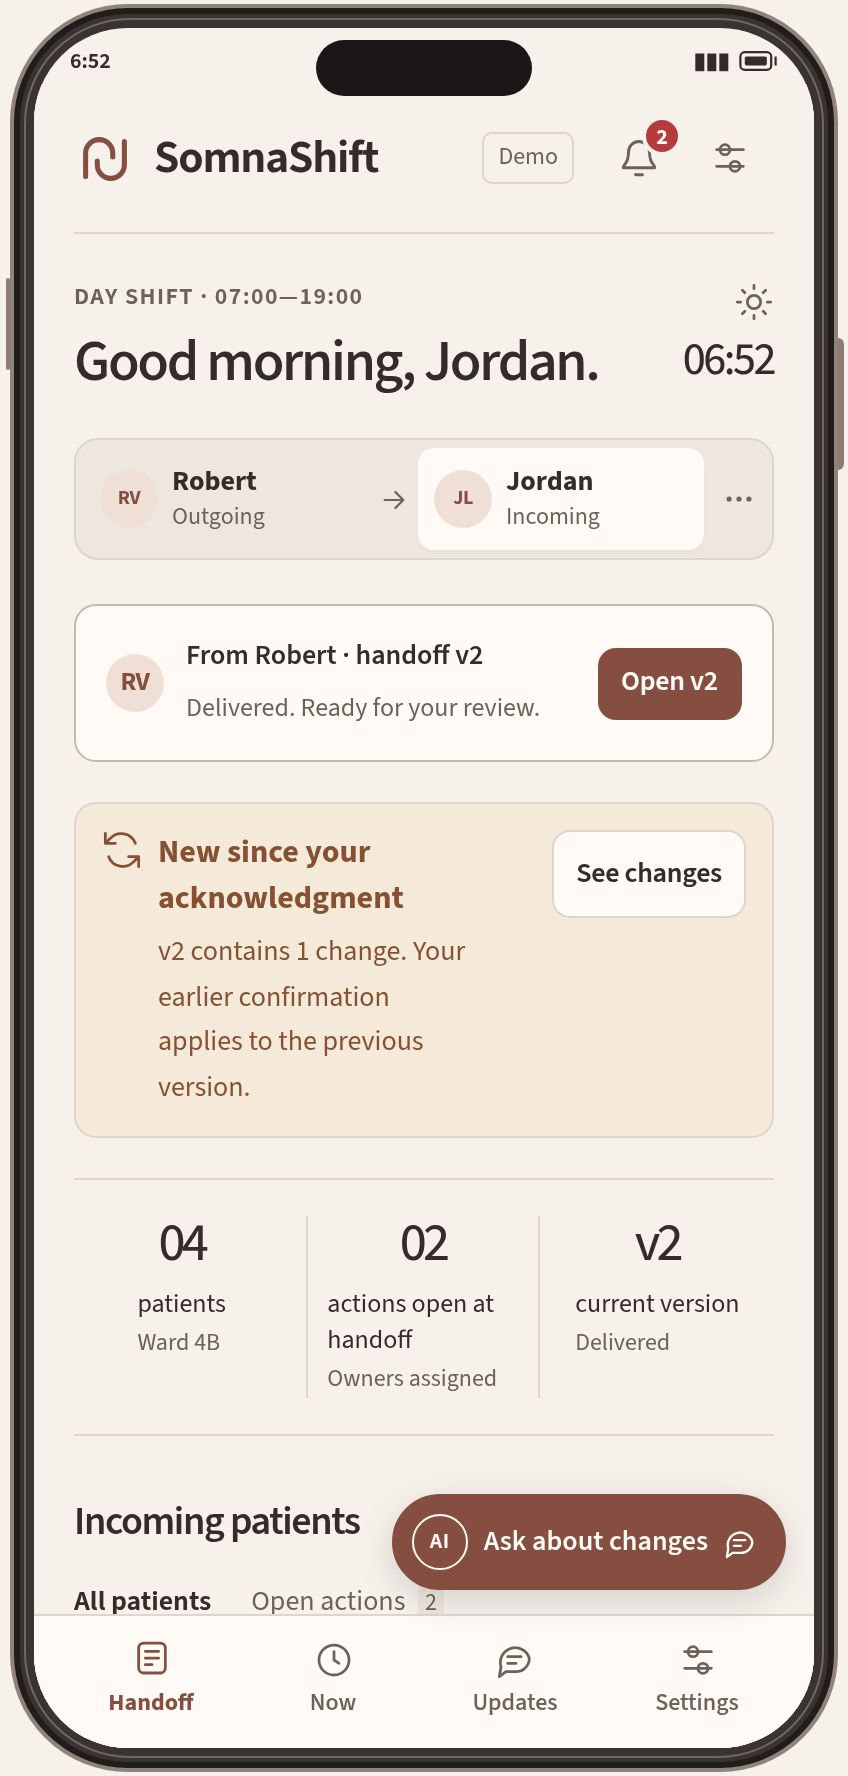 6:52
SomnaShift
Demo
2
DAY SHIFT · 07:00—19:00
Good morning, Jordan.
06:52
RV
Robert
Outgoing
→
JL
Jordan
Incoming
RV
From Robert · handoff v2
Delivered. Ready for your review.
Open v2
New since your
acknowledgment
v2 contains 1 change. Your
earlier confirmation
applies to the previous
version.
See changes
04
patients
Ward 4B
02
actions open at
handoff
Owners assigned
v2
current version
Delivered
Incoming patients
AI
Ask about changes
All patients
Open actions
2
Handoff
Now
Updates
Settings